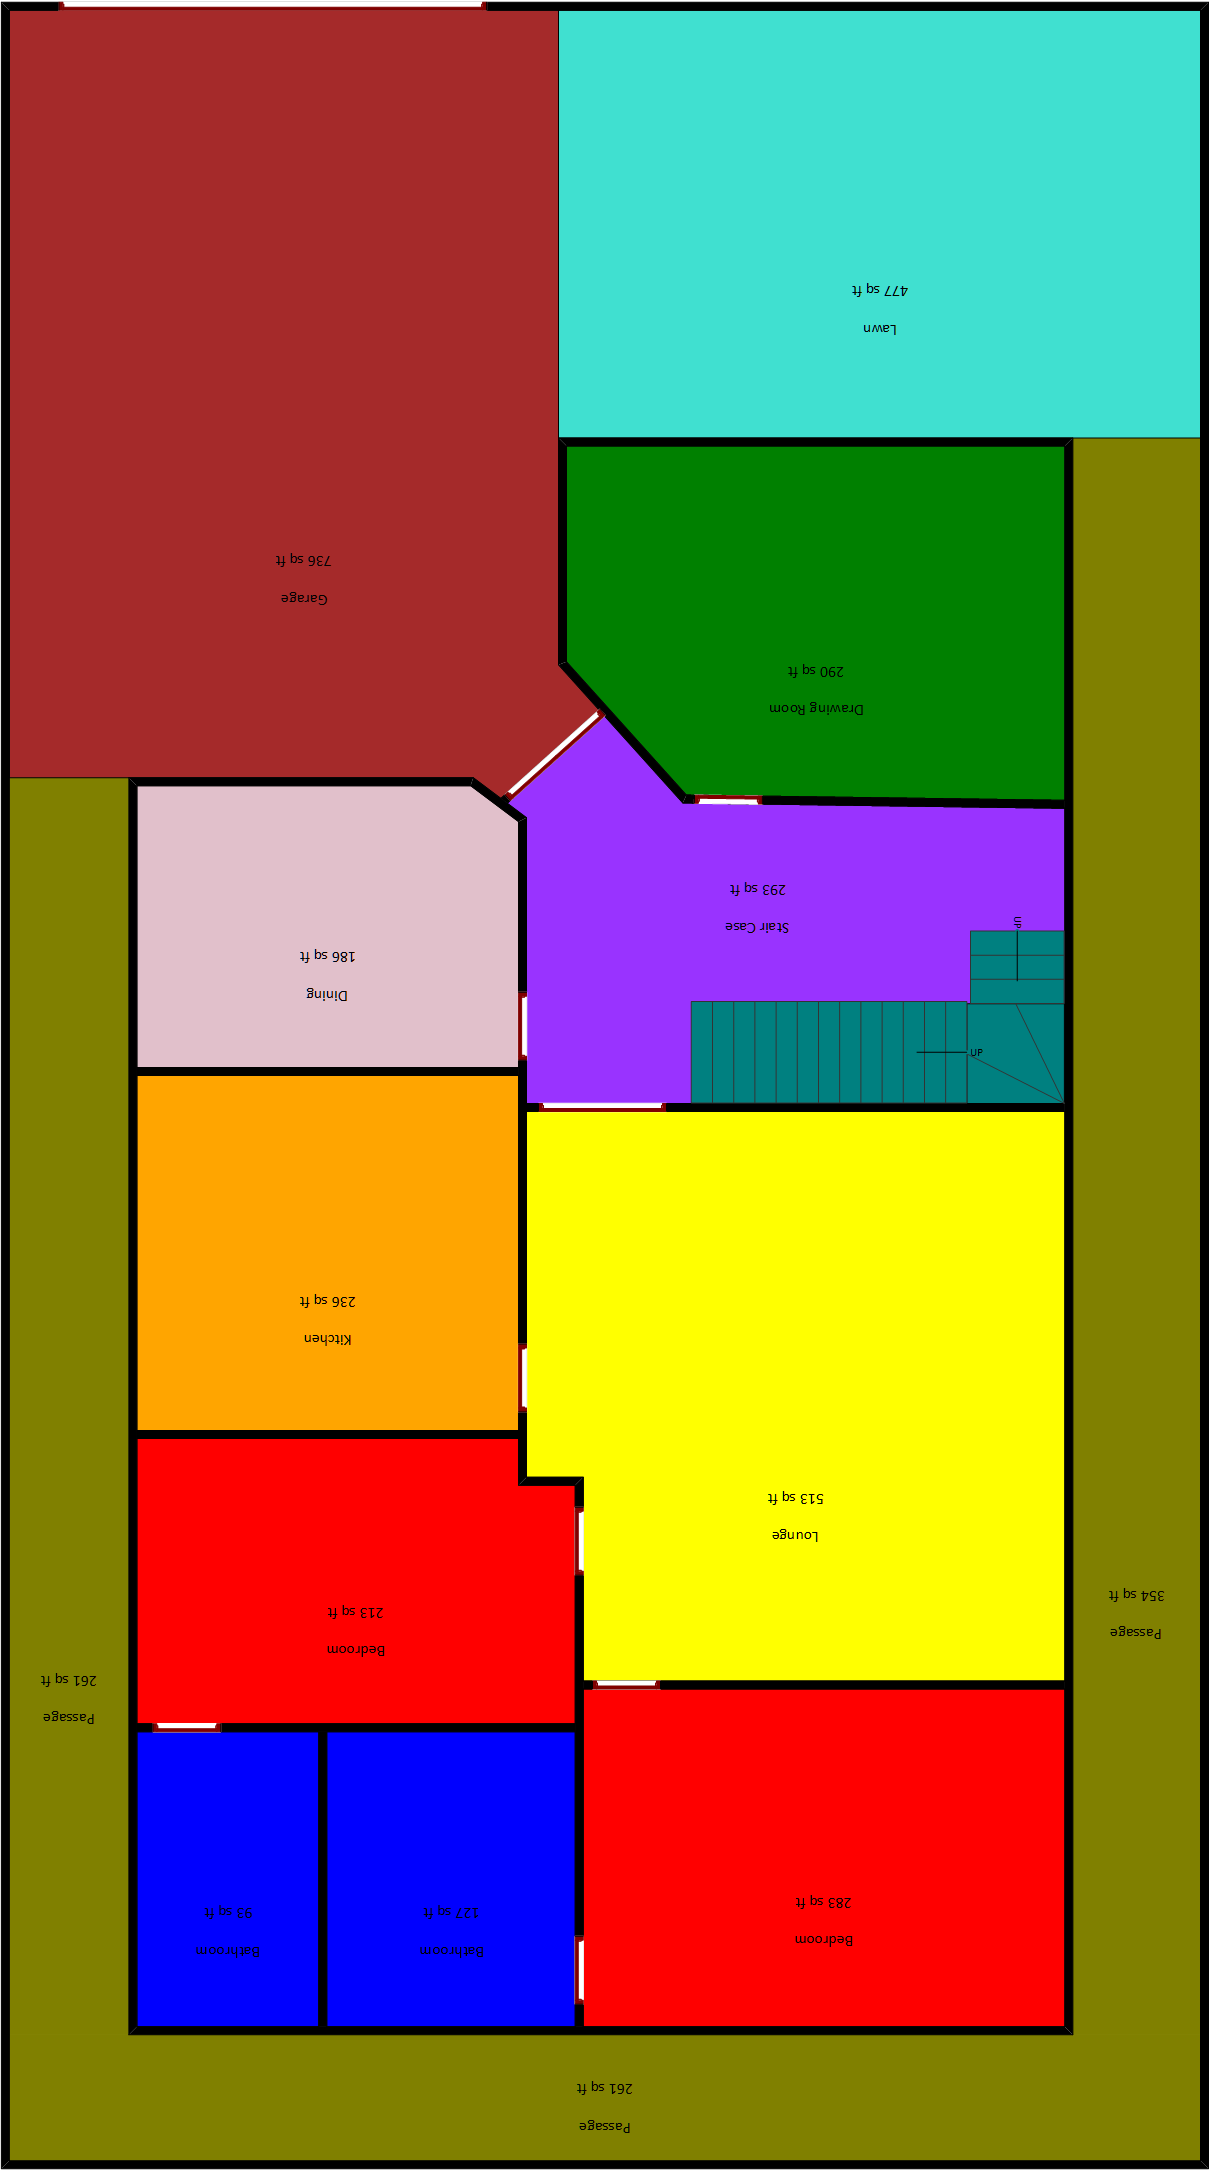 Passage
261 sq ft
Bathroom
93 sq ft
Bathroom
127 sq ft
Bedroom
283 sq ft
Passage
261 sq ft
Bedroom
213 sq ft
Passage
354 sq ft
Lounge
513 sq ft
Kitchen
236 sq ft
UP
Dining
186 sq ft
Stair Case
293 sq ft
UP
Drawing Room
290 sq ft
Garage
736 sq ft
Lawn
477 sq ft